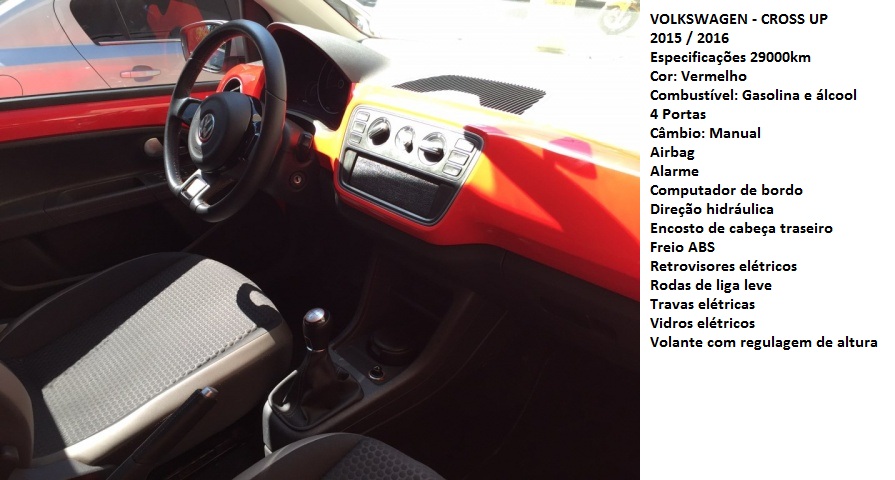 VOLKSWAGEN - CROSS UP
2015 / 2016
Especificações 29000km
Cor: Vermelho
Combustível: Gasolina e álcool
4 Portas
Câmbio: Manual
Airbag
Alarme
Computador de bordo
Direção hidráulica
Encosto de cabeça traseiro
Freio ABS
Retrovisores elétricos
Rodas de liga leve
Travas elétricas
Vidros elétricos
Volante com regulagem de altura